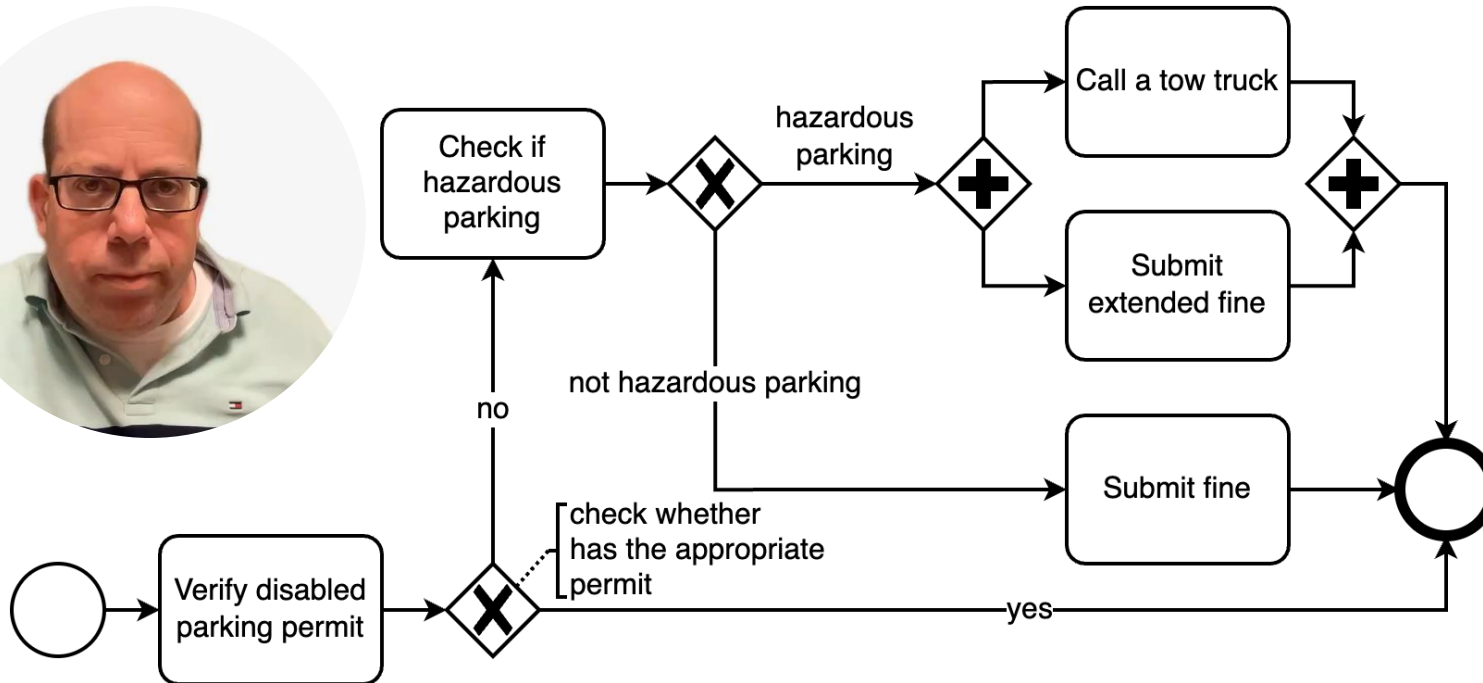 Call a tow truck
hazardous
parking
Check if
hazardous
parking
Submit
extended fine
not hazardous parking
no
Submit fine
check whether
has the appropriate
permit
Verify disabled
parking permit
yes